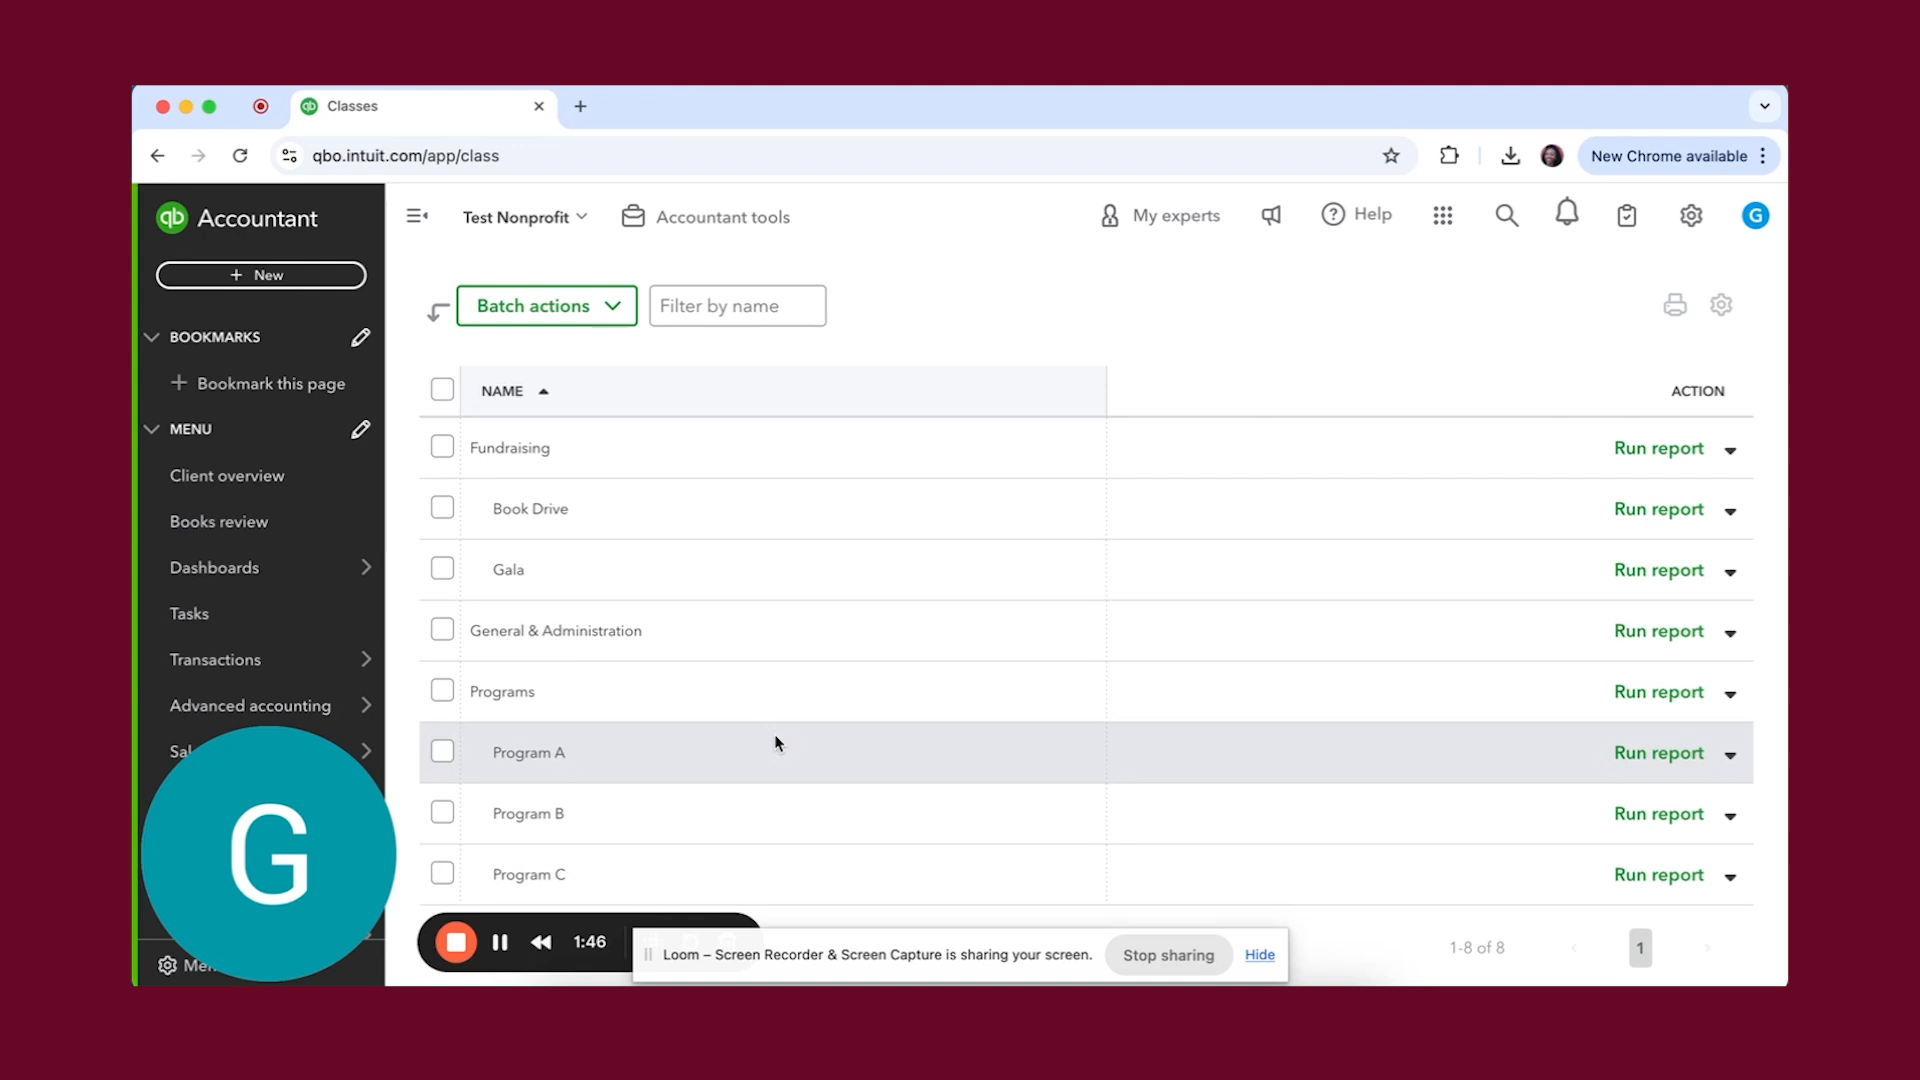 Classes
qbo.intuit.com/app/class
New Chrome available
qb Accountant
Test Nonprofit
Accountant tools
My experts
Help
G
+ New
BOOKMARKS
+ Bookmark this page
MENU
Client overview
Books review
Dashboards
Tasks
Transactions
Advanced accounting
Sal
G
Batch actions
Filter by name
NAME
ACTION
Fundraising
Run report
Book Drive
Run report
Gala
Run report
General & Administration
Run report
Programs
Run report
Program A
Run report
Program B
Run report
Program C
Run report
1:46
Loom – Screen Recorder & Screen Capture is sharing your screen.
Stop sharing
Hide
1-8 of 8
1